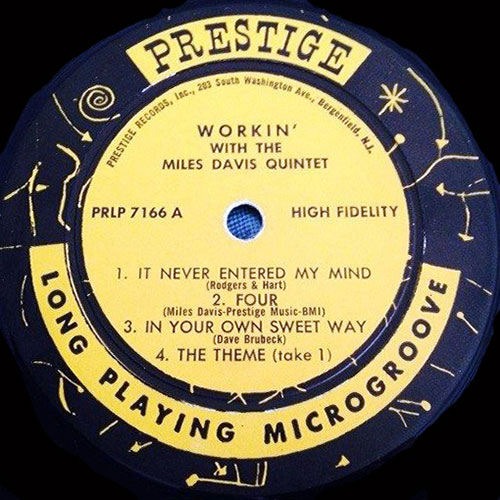 PRESTIGE
PRESTIGE RECORDS, Inc., 203 South Washington Ave., Bergenfield, N.J.
WORKIN'
WITH THE
MILES DAVIS QUINTET
PRLP 7166 A
HIGH FIDELITY
1. IT NEVER ENTERED MY MIND
(Rodgers & Hart)
2. FOUR
(Miles Davis-Prestige Music-BMI)
3. IN YOUR OWN SWEET WAY
(Dave Brubeck)
4. THE THEME (take 1)
LONG PLAYING MICROGROOVE